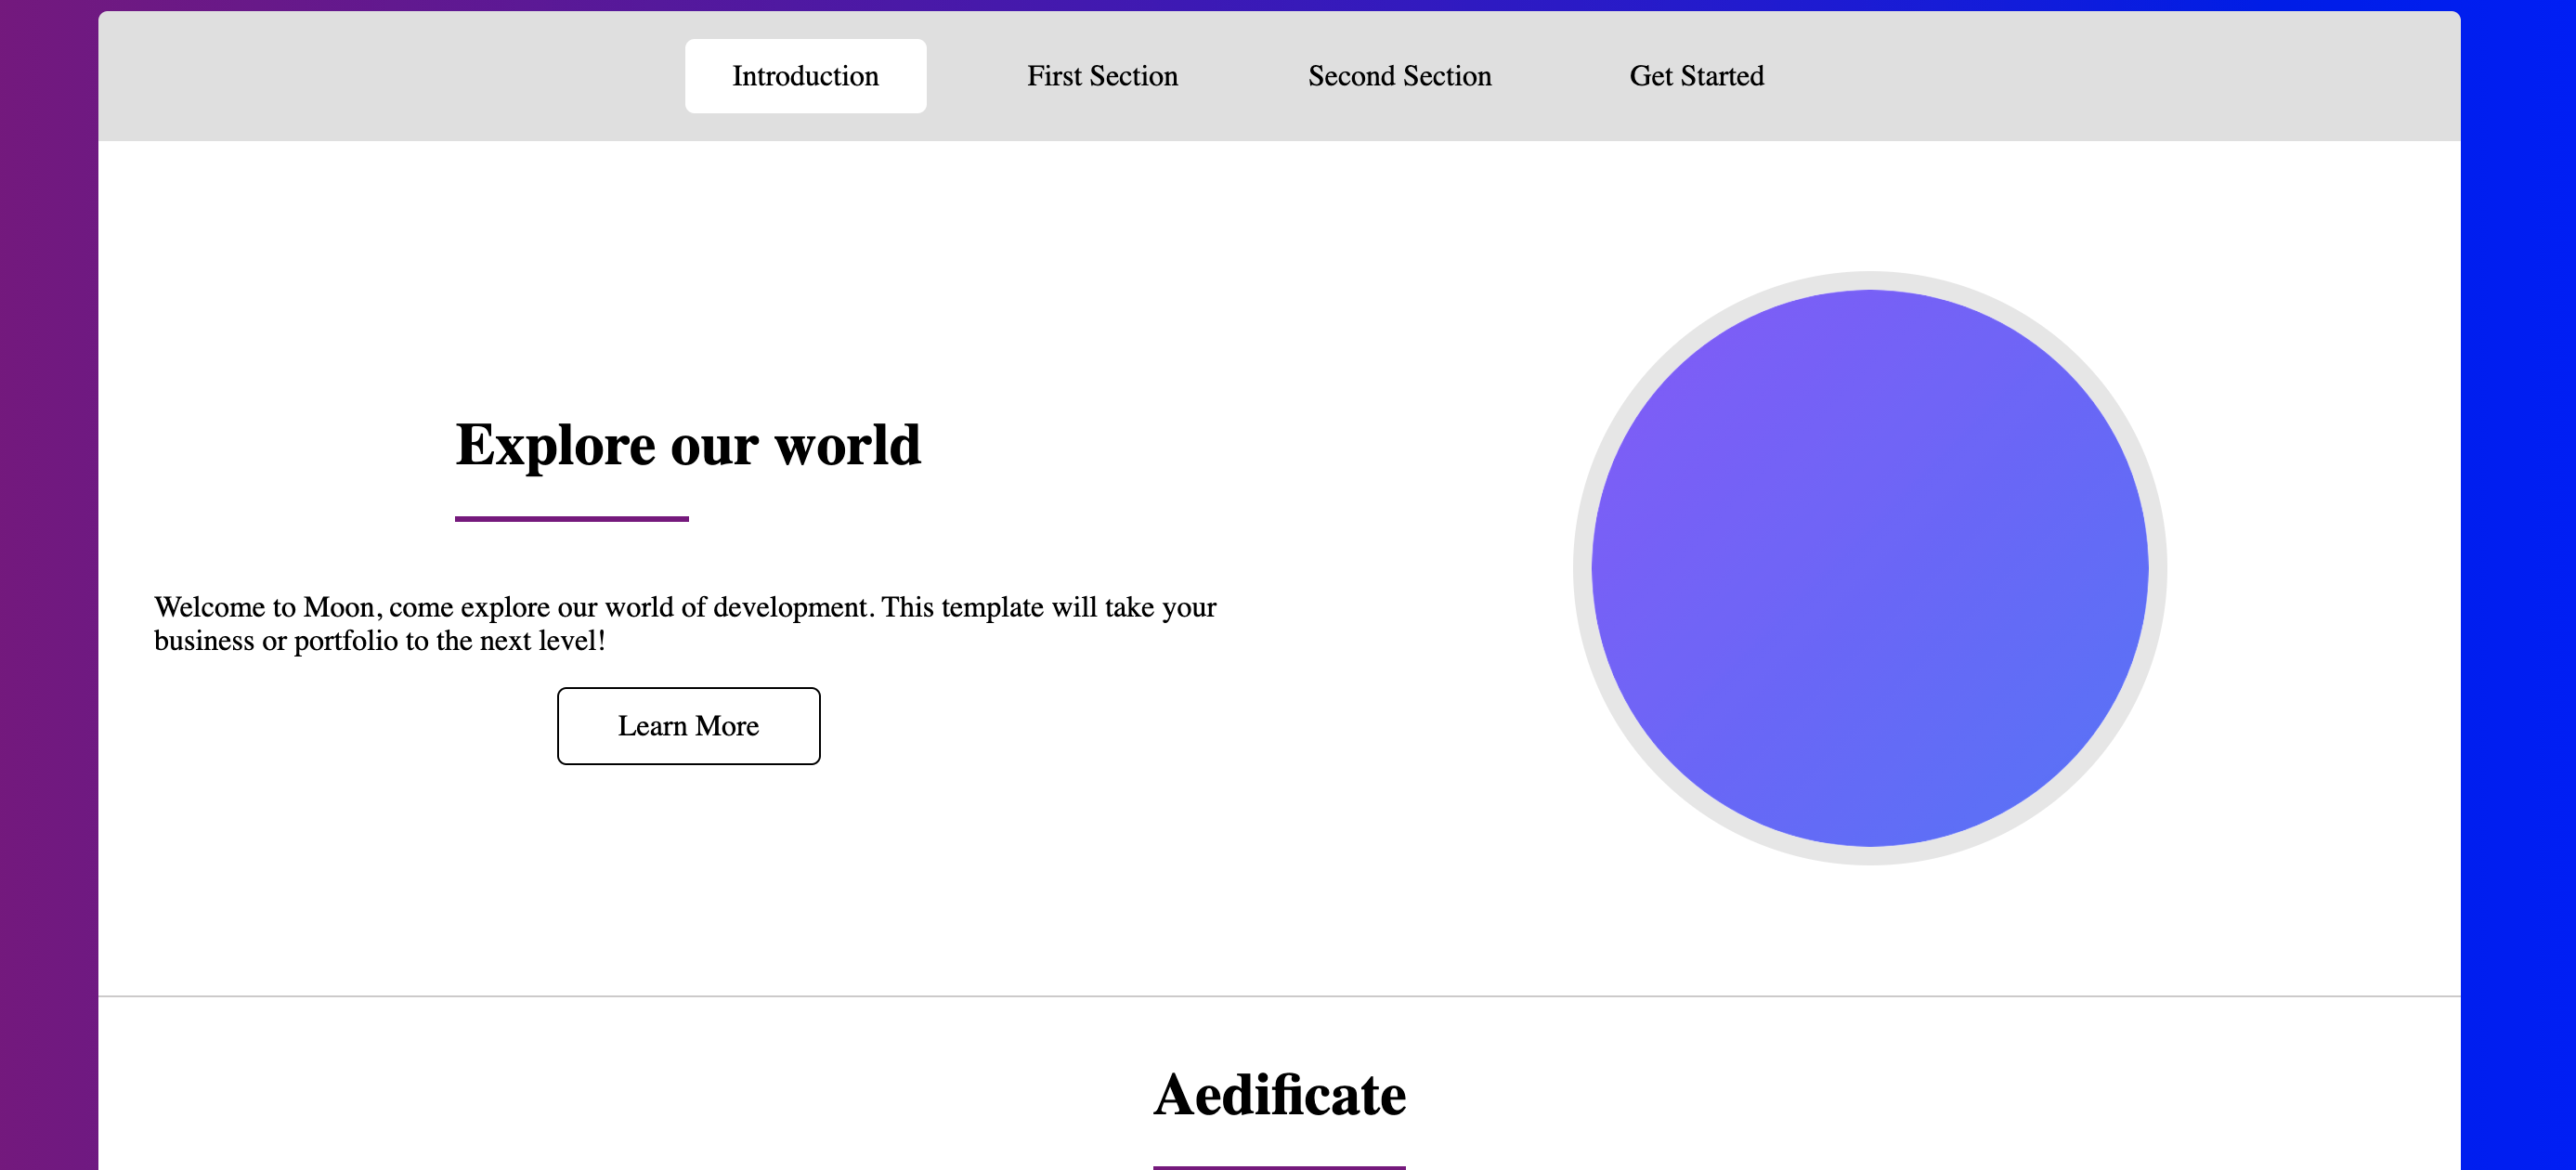 Introduction
First Section
Second Section
Get Started
Explore our world
Welcome to Moon, come explore our world of development. This template will take your
business or portfolio to the next level!
Learn More
Aedificate